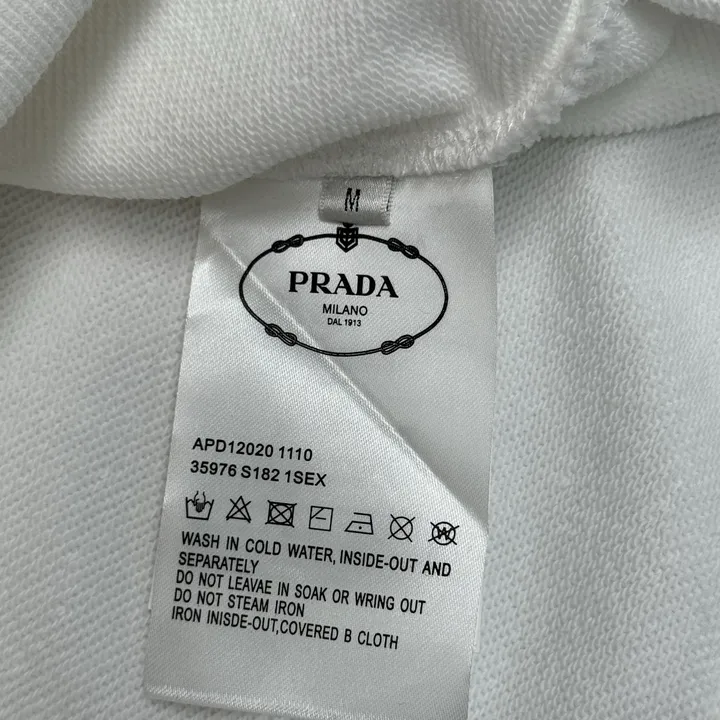 M
PRADA
MILANO
DAL 1913
APD12020 1110
35976 S182 1SEX
W
WASH IN COLD WATER, INSIDE-OUT AND
SEPARATELY
DO NOT LEAVAE IN SOAK OR WRING OUT
DO NOT STEAM IRON
IRON INISDE-OUT,COVERED B CLOTH